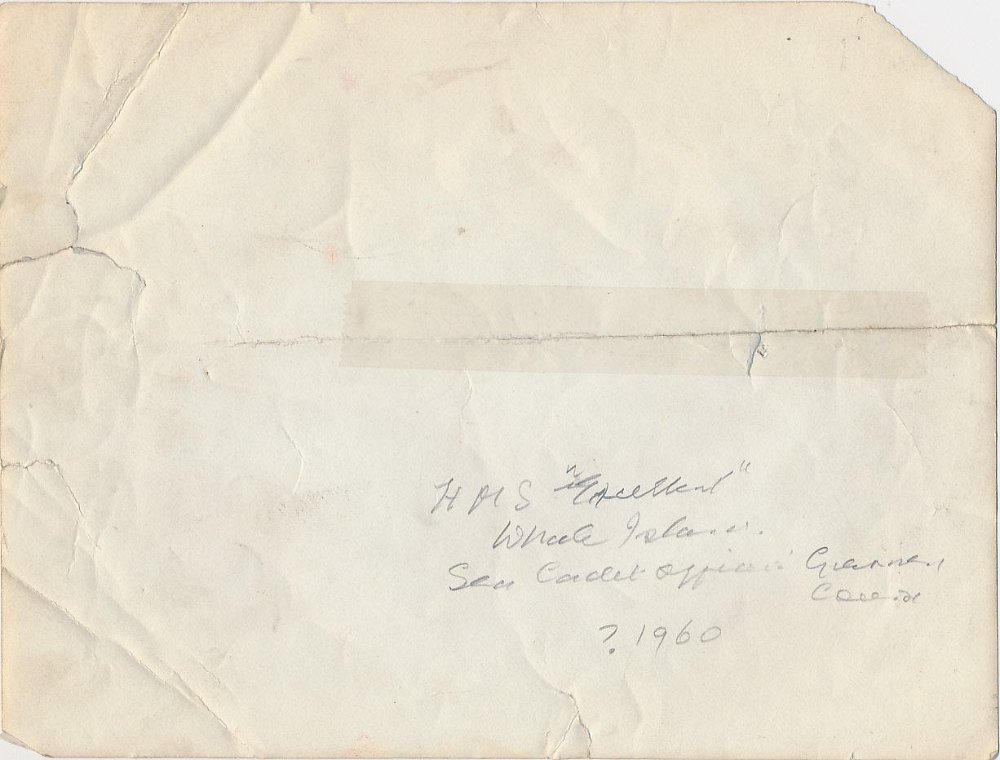 HMS "Excellent"
Whale Island.
Sea Cadet Officers' Gunnery
Course
? 1960